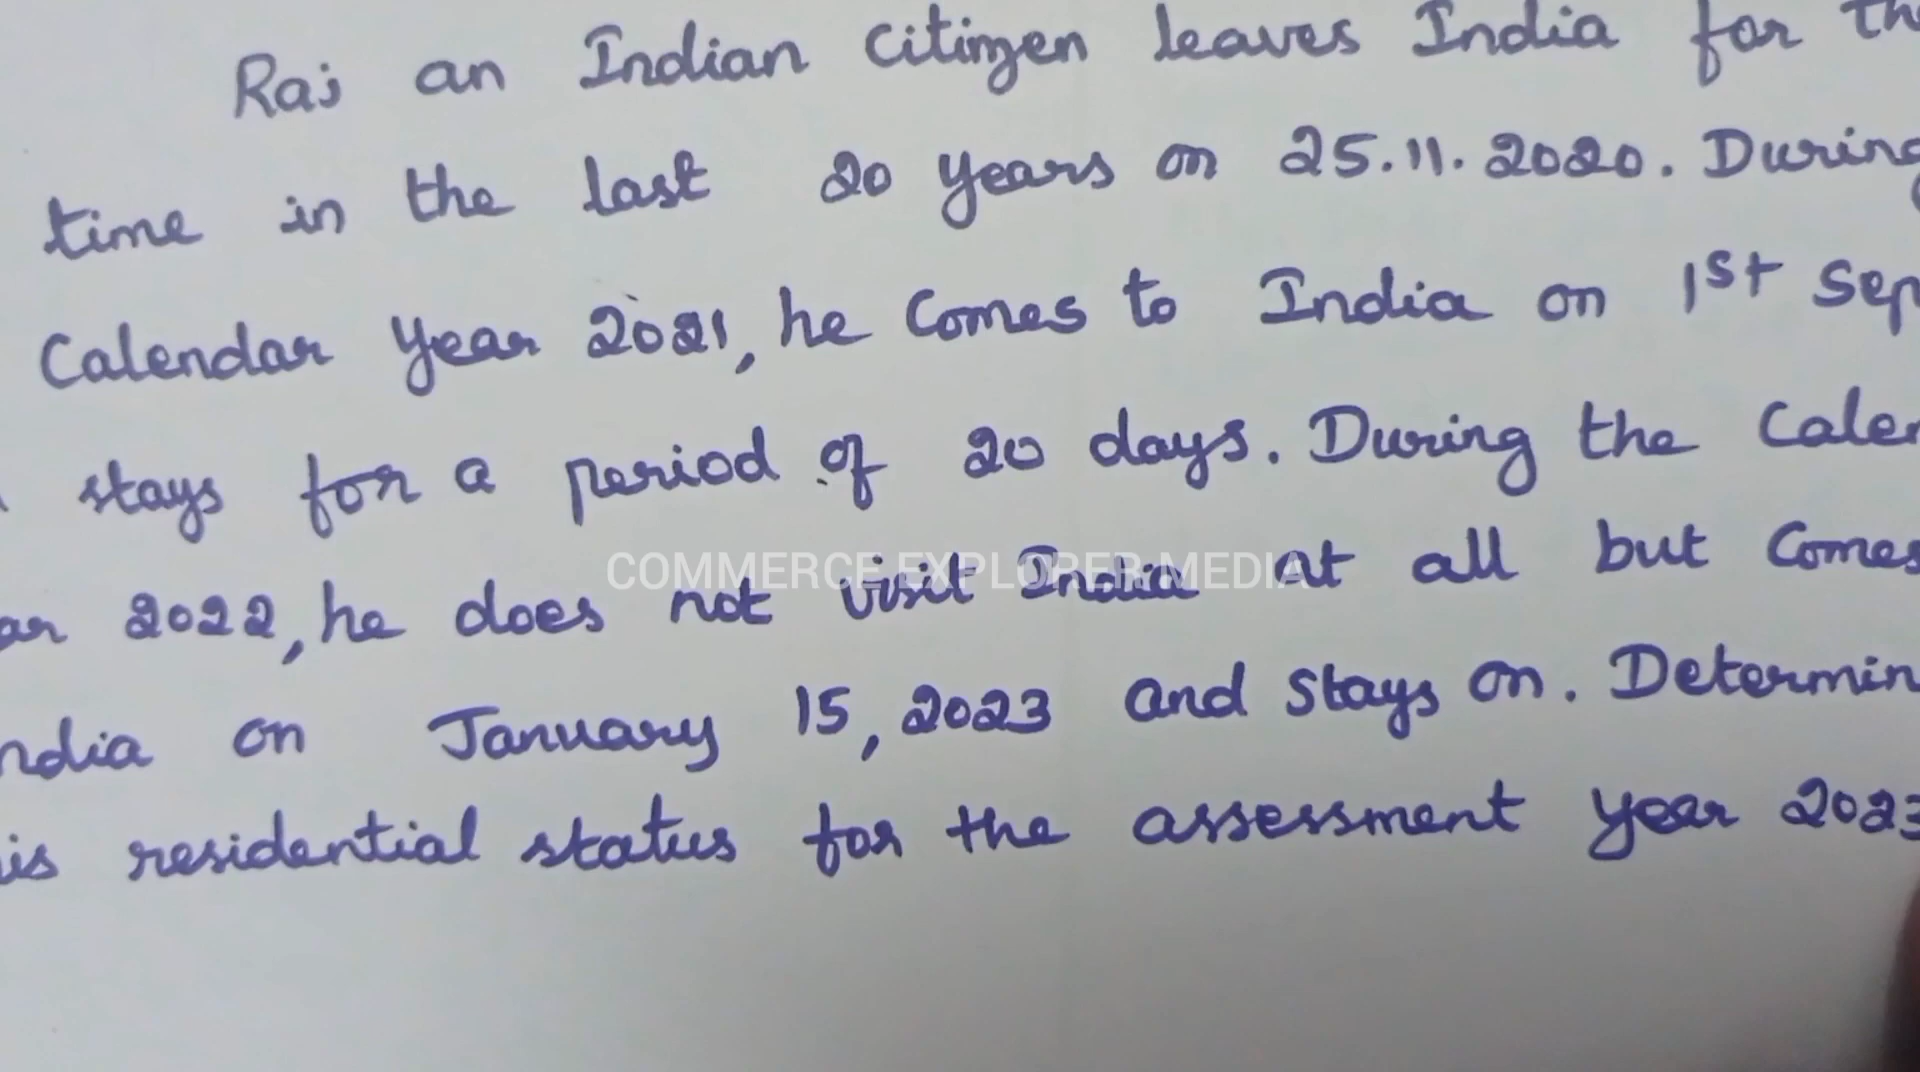 Raj an Indian Citizen leaves India for th
time in the last 20 years on 25.11.2020. During
Calendar year 2021, he Comes to India on 1st Sep
stays for a period of 20 days. During the Calen
ar 2022, he does not visit India at all but Comes
COMMERCE EXPLORER MEDIA
ndia on January 15, 2023 and stays on. Determin
is residential status for the assessment year 2023